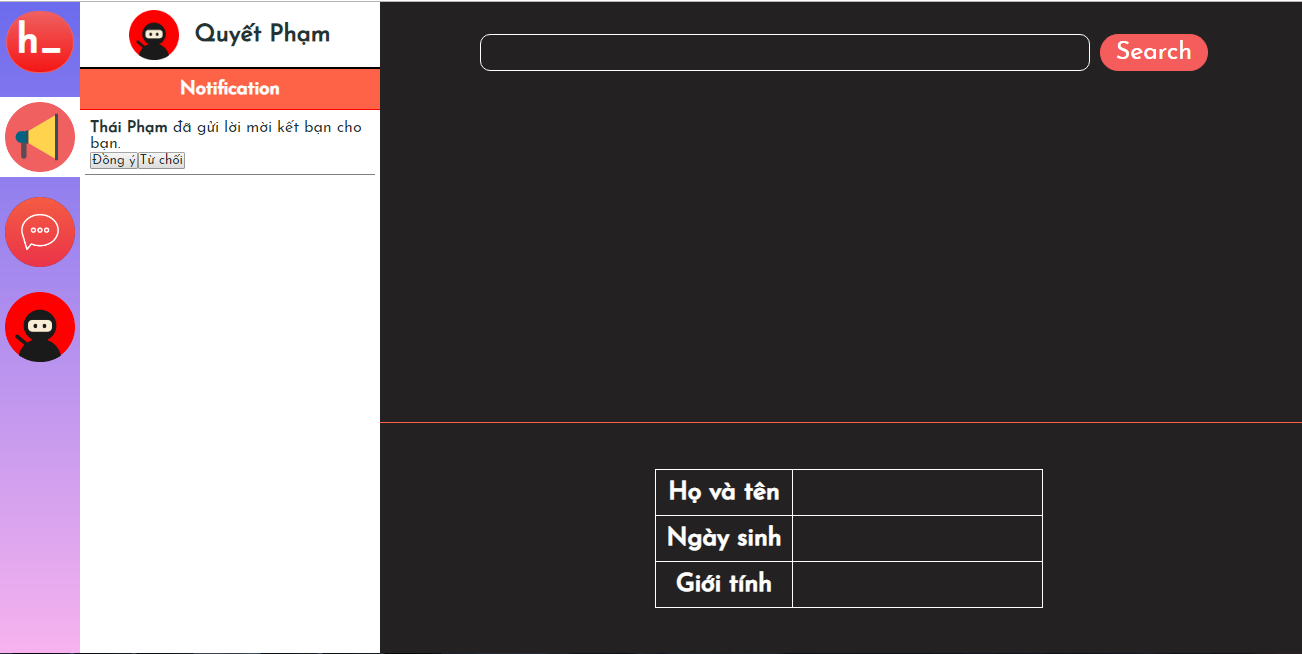 h_
Quyết Phạm
Notification
Thái Phạm đã gửi lời mời kết bạn cho
bạn.
Đồng ý Từ chối
Search
Họ và tên
Ngày sinh
Giới tính